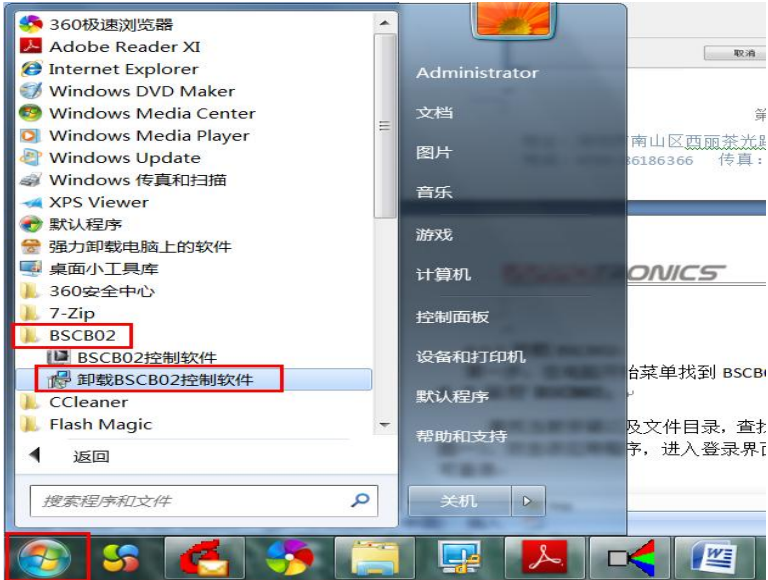 360极速浏览器
Adobe Reader XI
Internet Explorer
Windows DVD Maker
Windows Media Center
Windows Media Player
Windows Update
Windows 传真和扫描
XPS Viewer
默认程序
强力卸载电脑上的软件
桌面小工具库
360安全中心
7-Zip
BSCB02
BSCB02控制软件
卸载BSCB02控制软件
CCleaner
Flash Magic
返回
搜索程序和文件
Administrator
文档
图片
音乐
游戏
计算机
控制面板
设备和打印机
默认程序
帮助和支持
关机
取消
第
南山区西丽茶光路
86186366 传真：
ONICS
始菜单找到 BSCB0
及文件目录，查找
序，进入登录界面